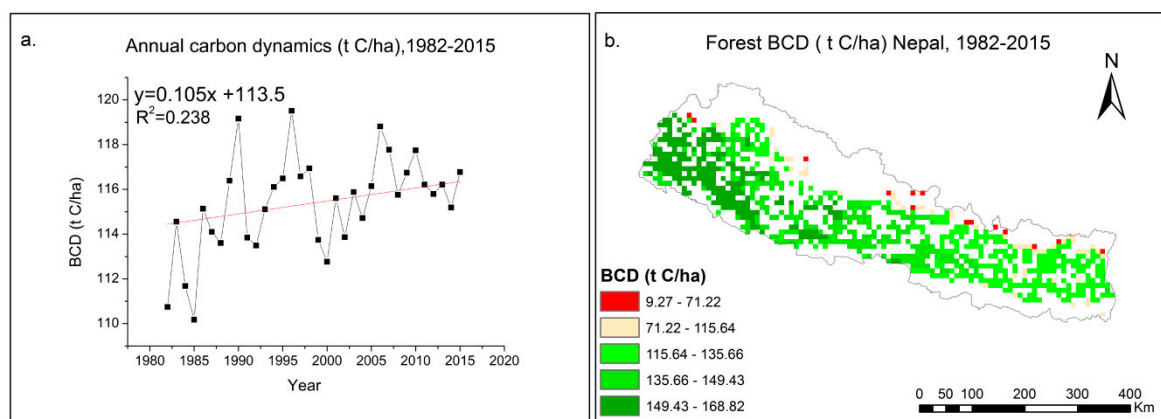 a.
Annual carbon dynamics (t C/ha),1982-2015
y=0.105x +113.5
R²=0.238
120
118
116
114
112
110
BCD (t C/ha)
1980 1985 1990 1995 2000 2005 2010 2015 2020
Year
b.
Forest BCD ( t C/ha) Nepal, 1982-2015
N
BCD (t C/ha)
9.27 - 71.22
71.22 - 115.64
115.64 - 135.66
135.66 - 149.43
149.43 - 168.82
0 50 100 200 300 400
Km